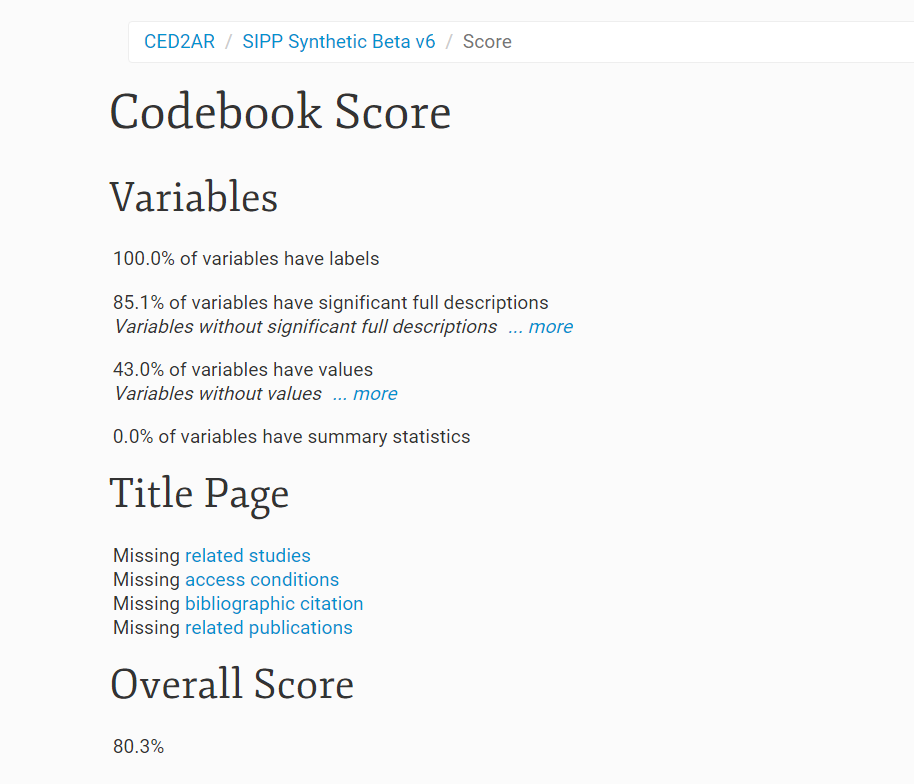 CED2AR / SIPP Synthetic Beta v6 / Score
Codebook Score
Variables
100.0% of variables have labels
85.1% of variables have significant full descriptions
Variables without significant full descriptions ... more
43.0% of variables have values
Variables without values ... more
0.0% of variables have summary statistics
Title Page
Missing related studies
Missing access conditions
Missing bibliographic citation
Missing related publications
Overall Score
80.3%